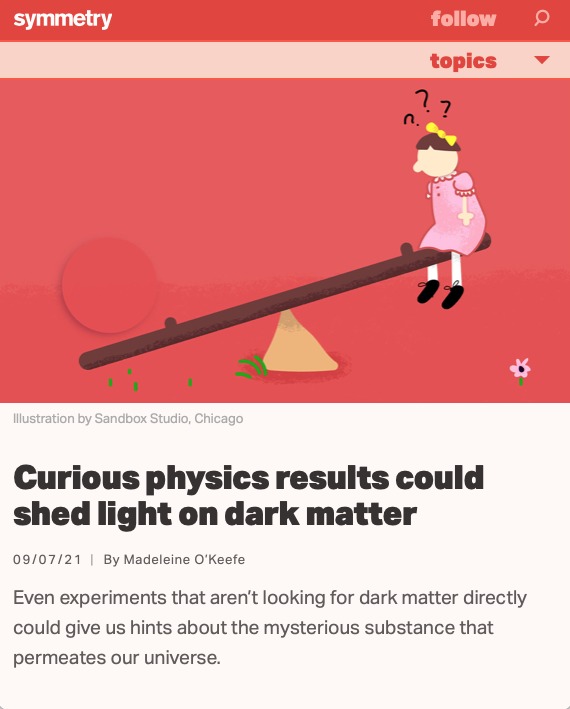 symmetry
follow
topics
? ?
Illustration by Sandbox Studio, Chicago
Curious physics results could
shed light on dark matter
09/07/21 | By Madeleine O’Keefe
Even experiments that aren’t looking for dark matter directly
could give us hints about the mysterious substance that
permeates our universe.